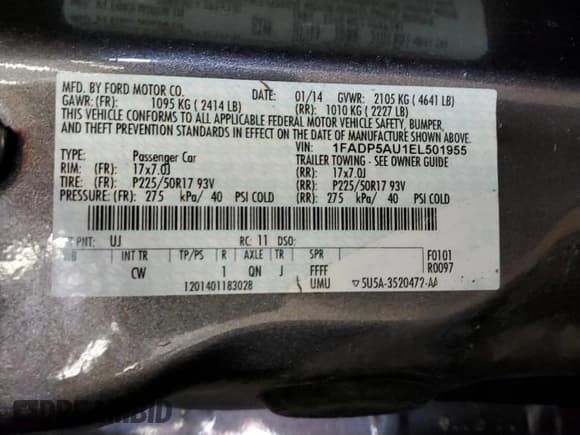 MFD. BY FORD MOTOR CO.
DATE: 01/14 GVWR: 2105 KG ( 4641 LB)
GAWR: (FR): 1095 KG ( 2414 LB) (RR): 1010 KG ( 2227 LB)
THIS VEHICLE CONFORMS TO ALL APPLICABLE FEDERAL MOTOR VEHICLE SAFETY, BUMPER,
AND THEFT PREVENTION STANDARDS IN EFFECT ON THE DATE OF MANUFACTURE SHOWN ABOVE.
VIN: 1FADP5AU1EL501955
TYPE: Passenger Car TRAILER TOWING - SEE OWNER GUIDE
RIM: (FR): 17x7.0J (RR): 17x7.0J
TIRE: (FR): P225/50R17 93V (RR): P225/50R17 93V
PRESSURE: (FR): 275 kPa/ 40 PSI COLD (RR): 275 kPa/ 40 PSI COLD
PNT: UJ RC: 11 DSO:
INT TR TP/PS R AXLE TR SPR F0101
CW 1 QN J FFFF R0097
1201401183028 UMU ▽5U5A-3520472-AA
DREAMBID